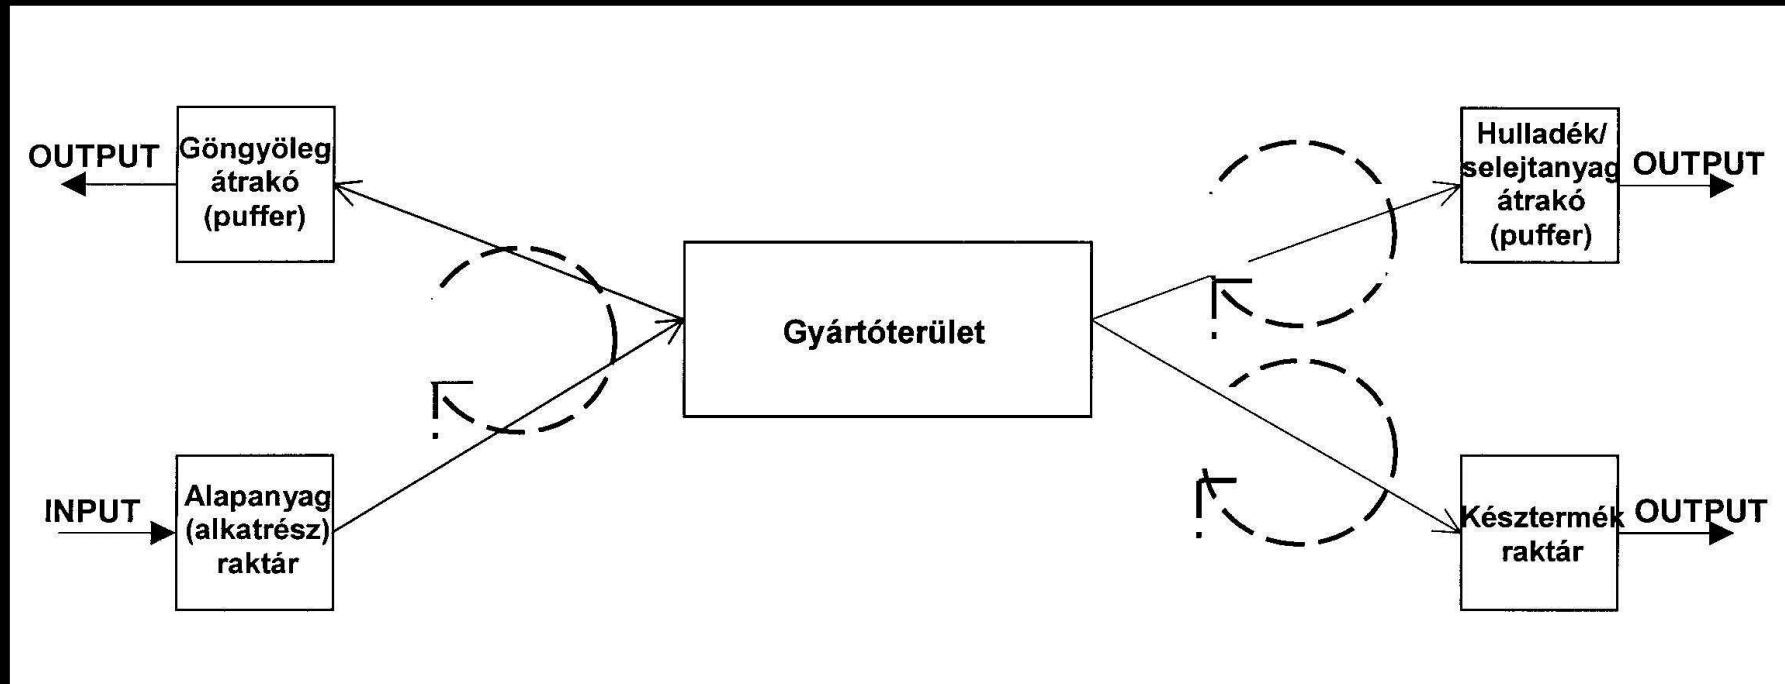 OUTPUT
Göngyöleg
átrakó
(puffer)
Hulladék/
selejtanyag
átrakó
(puffer)
OUTPUT
Gyártóterület
INPUT
Alapanyag
(alkatrész)
raktár
Késztermék
raktár
OUTPUT